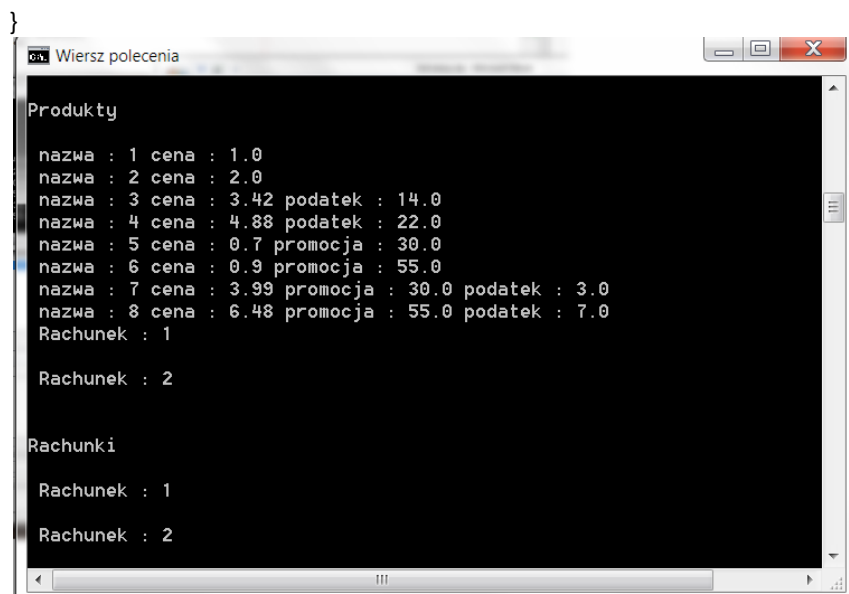 }
Wiersz polecenia
Produkty
nazwa : 1 cena : 1.0
nazwa : 2 cena : 2.0
nazwa : 3 cena : 3.42 podatek : 14.0
nazwa : 4 cena : 4.88 podatek : 22.0
nazwa : 5 cena : 0.7 promocja : 30.0
nazwa : 6 cena : 0.9 promocja : 55.0
nazwa : 7 cena : 3.99 promocja : 30.0 podatek : 3.0
nazwa : 8 cena : 6.48 promocja : 55.0 podatek : 7.0
Rachunek : 1
Rachunek : 2
Rachunki
Rachunek : 1
Rachunek : 2